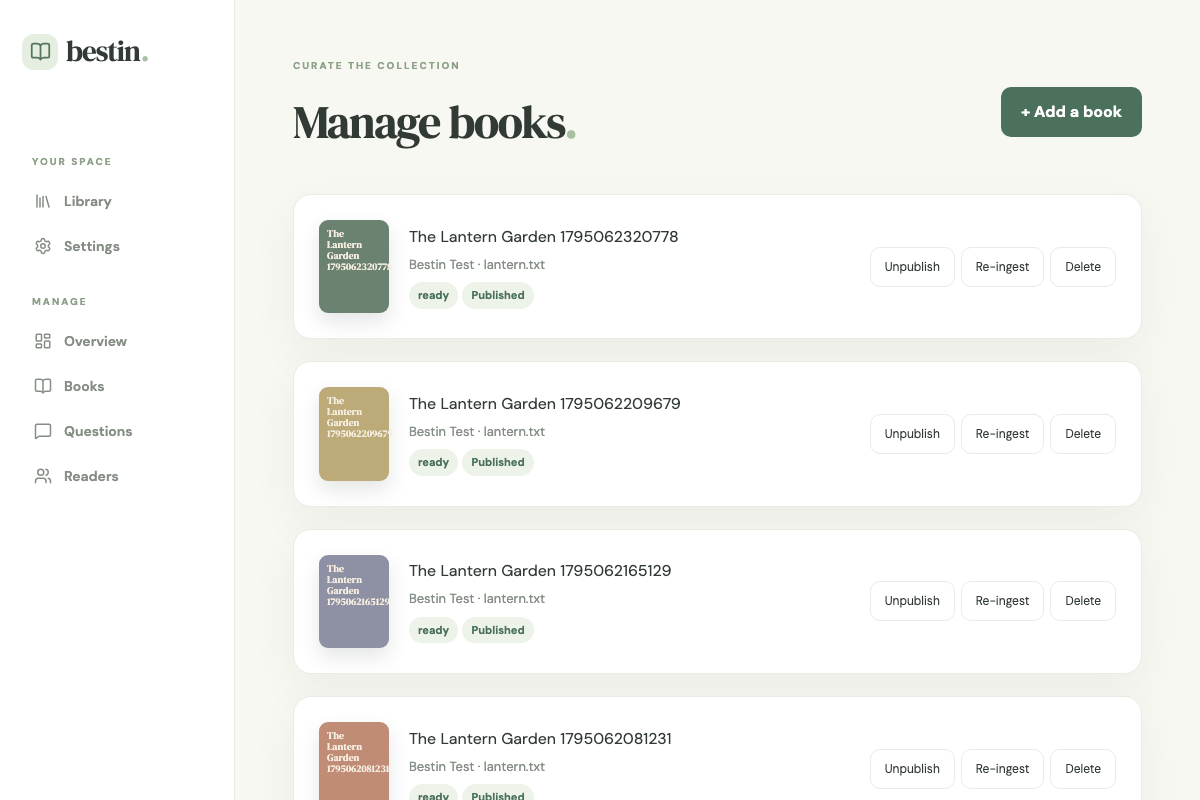 bestin.
YOUR SPACE
Library
Settings
MANAGE
Overview
Books
Questions
Readers
CURATE THE COLLECTION
Manage books.
+ Add a book
The
Lantern
Garden
1795062320778
The Lantern Garden 1795062320778
Bestin Test · lantern.txt
ready
Published
Unpublish
Re-ingest
Delete
The
Lantern
Garden
1795062209679
The Lantern Garden 1795062209679
Bestin Test · lantern.txt
ready
Published
Unpublish
Re-ingest
Delete
The
Lantern
Garden
1795062165129
The Lantern Garden 1795062165129
Bestin Test · lantern.txt
ready
Published
Unpublish
Re-ingest
Delete
The
Lantern
Garden
1795062081231
The Lantern Garden 1795062081231
Bestin Test · lantern.txt
ready
Published
Unpublish
Re-ingest
Delete